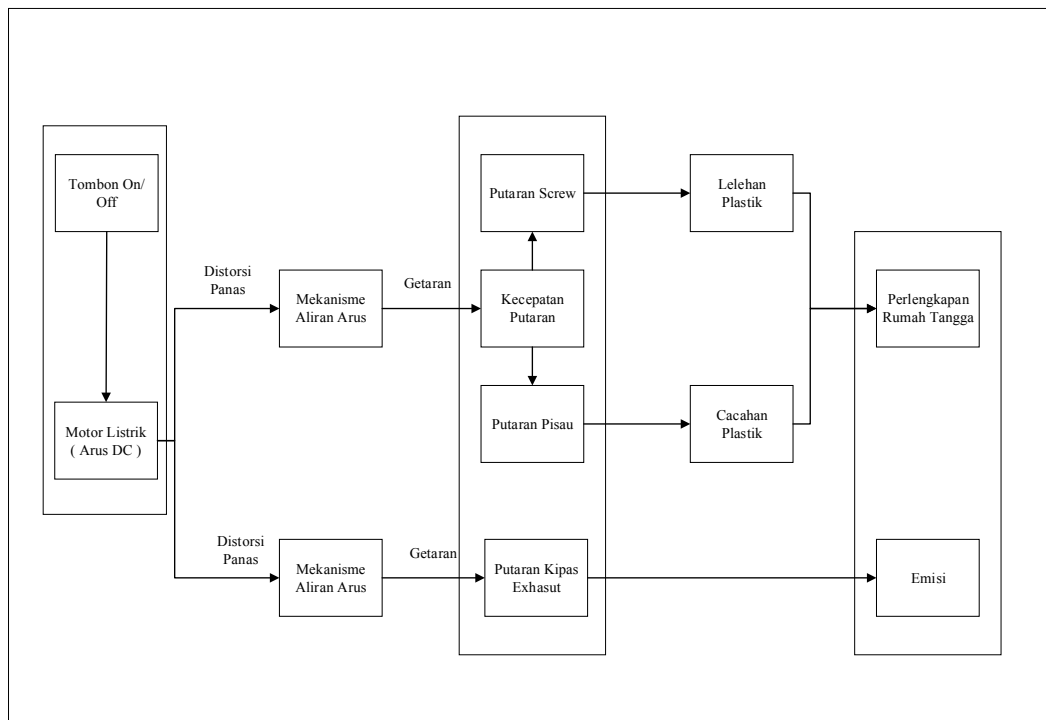 Tombon On/
Off
Motor Listrik
( Arus DC )
Distorsi
Panas
Mekanisme
Aliran Arus
Getaran
Putaran Screw
Kecepatan
Putaran
Putaran Pisau
Lelehan
Plastik
Cacahan
Plastik
Perlengkapan
Rumah Tangga
Distorsi
Panas
Mekanisme
Aliran Arus
Getaran
Putaran Kipas
Exhasut
Emisi